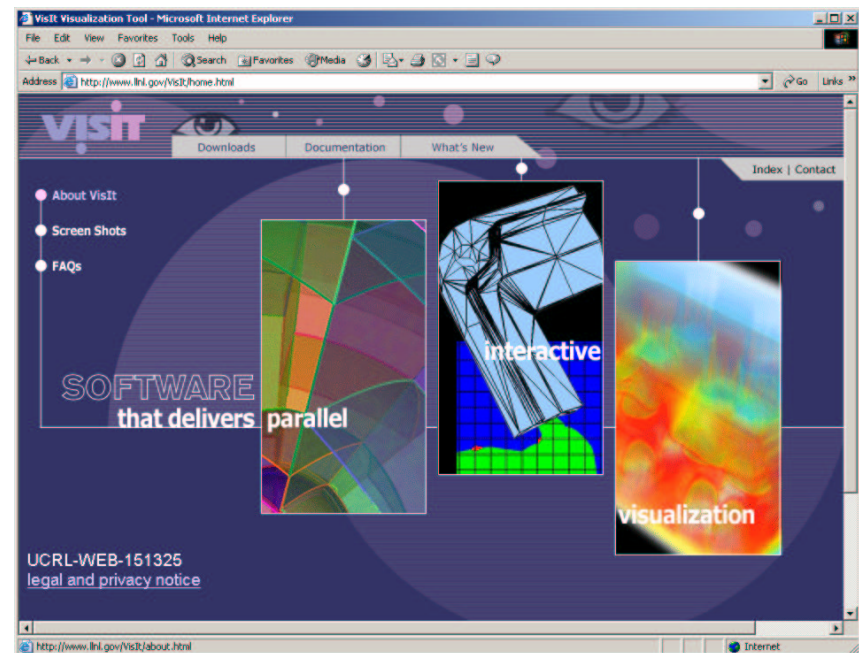 VisIt Visualization Tool - Microsoft Internet Explorer
File Edit View Favorites Tools Help
Back Search Favorites Media
Address http://www.llnl.gov/VisIt/home.html Go Links »
VISIT
Downloads Documentation What's New
Index | Contact
About VisIt
Screen Shots
FAQs
interactive
SOFTWARE
that delivers parallel
visualization
UCRL-WEB-151325
legal and privacy notice
http://www.llnl.gov/VisIt/about.html Internet